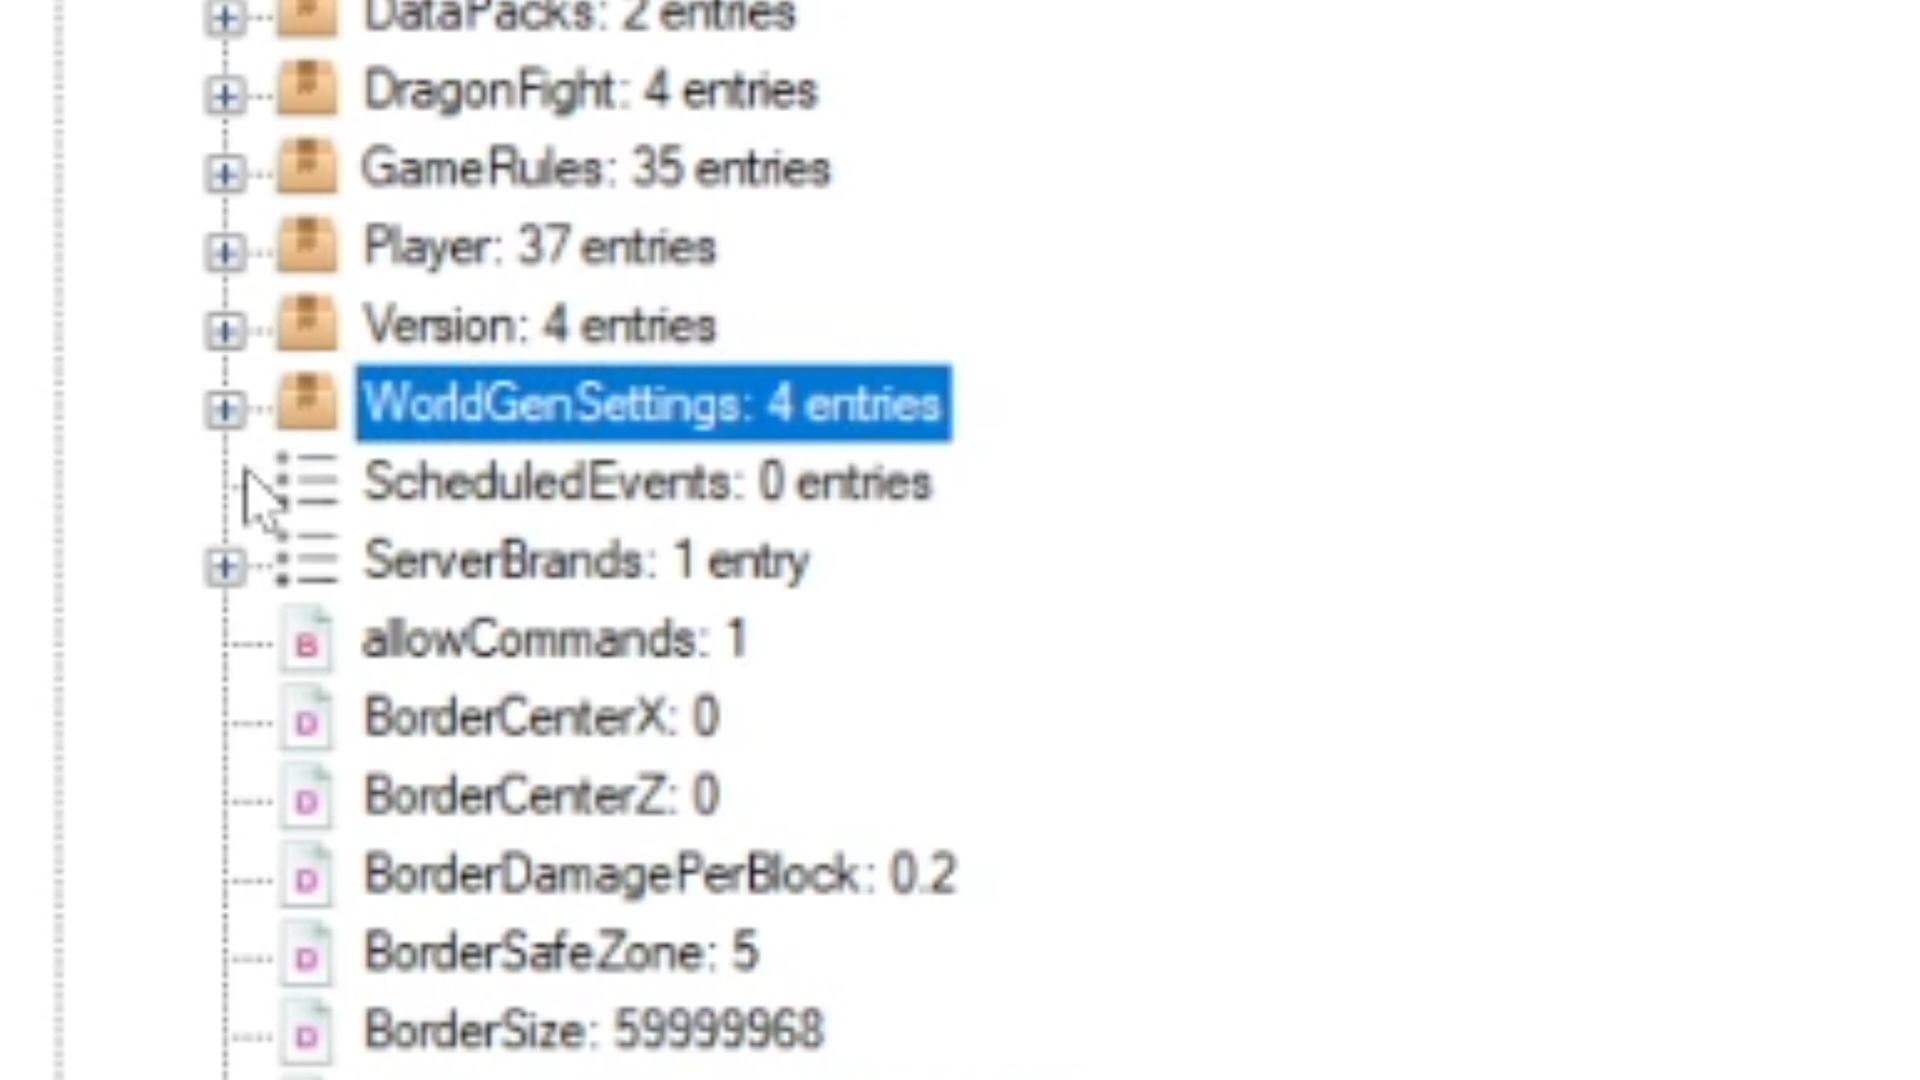 DataPacks: 2 entries
DragonFight: 4 entries
GameRules: 35 entries
Player: 37 entries
Version: 4 entries
WorldGenSettings: 4 entries
ScheduledEvents: 0 entries
ServerBrands: 1 entry
B allowCommands: 1
D BorderCenterX: 0
D BorderCenterZ: 0
D BorderDamagePerBlock: 0.2
D BorderSafeZone: 5
D BorderSize: 59999968